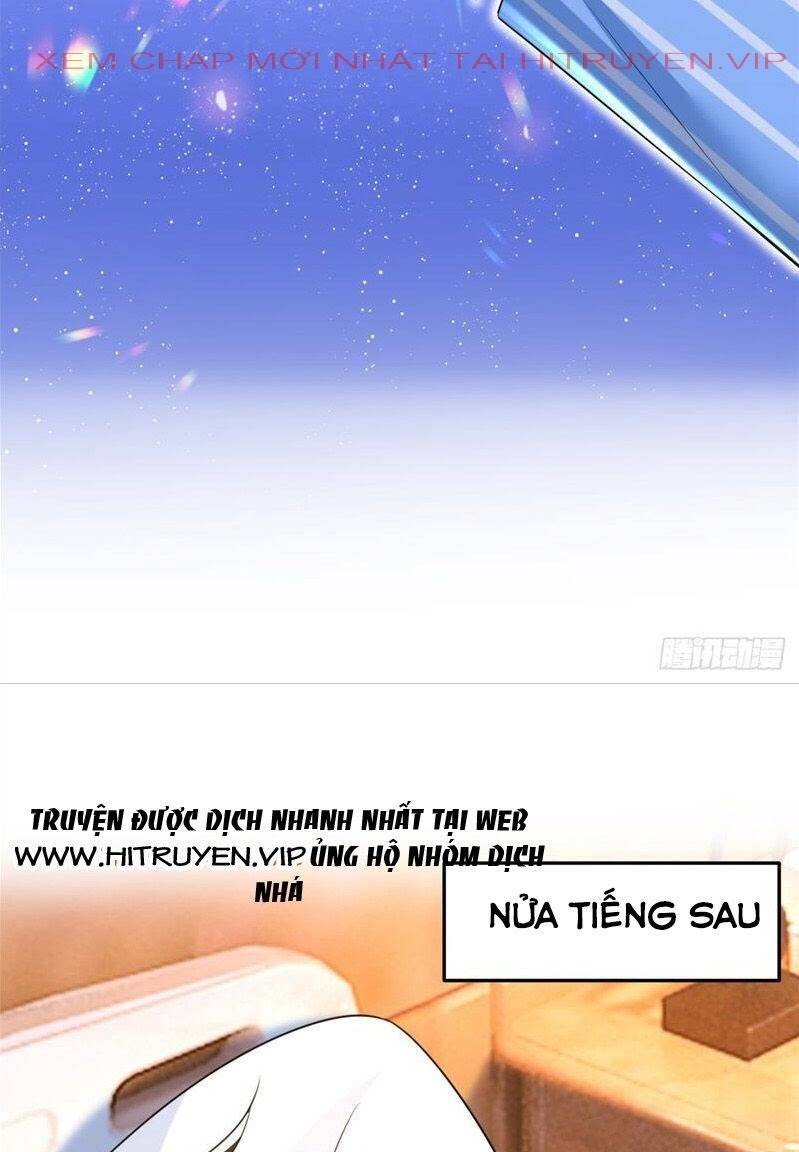 XEM CHAP MỚI NHẤT TẠI HITRUYEN.VIP
腾讯动漫
TRUYỆN ĐƯỢC DỊCH NHANH NHẤT TẠI WEB
WWW.HITRUYEN.VIP ỦNG HỘ NHÓM DỊCH
NHÁ
NỬA TIẾNG SAU